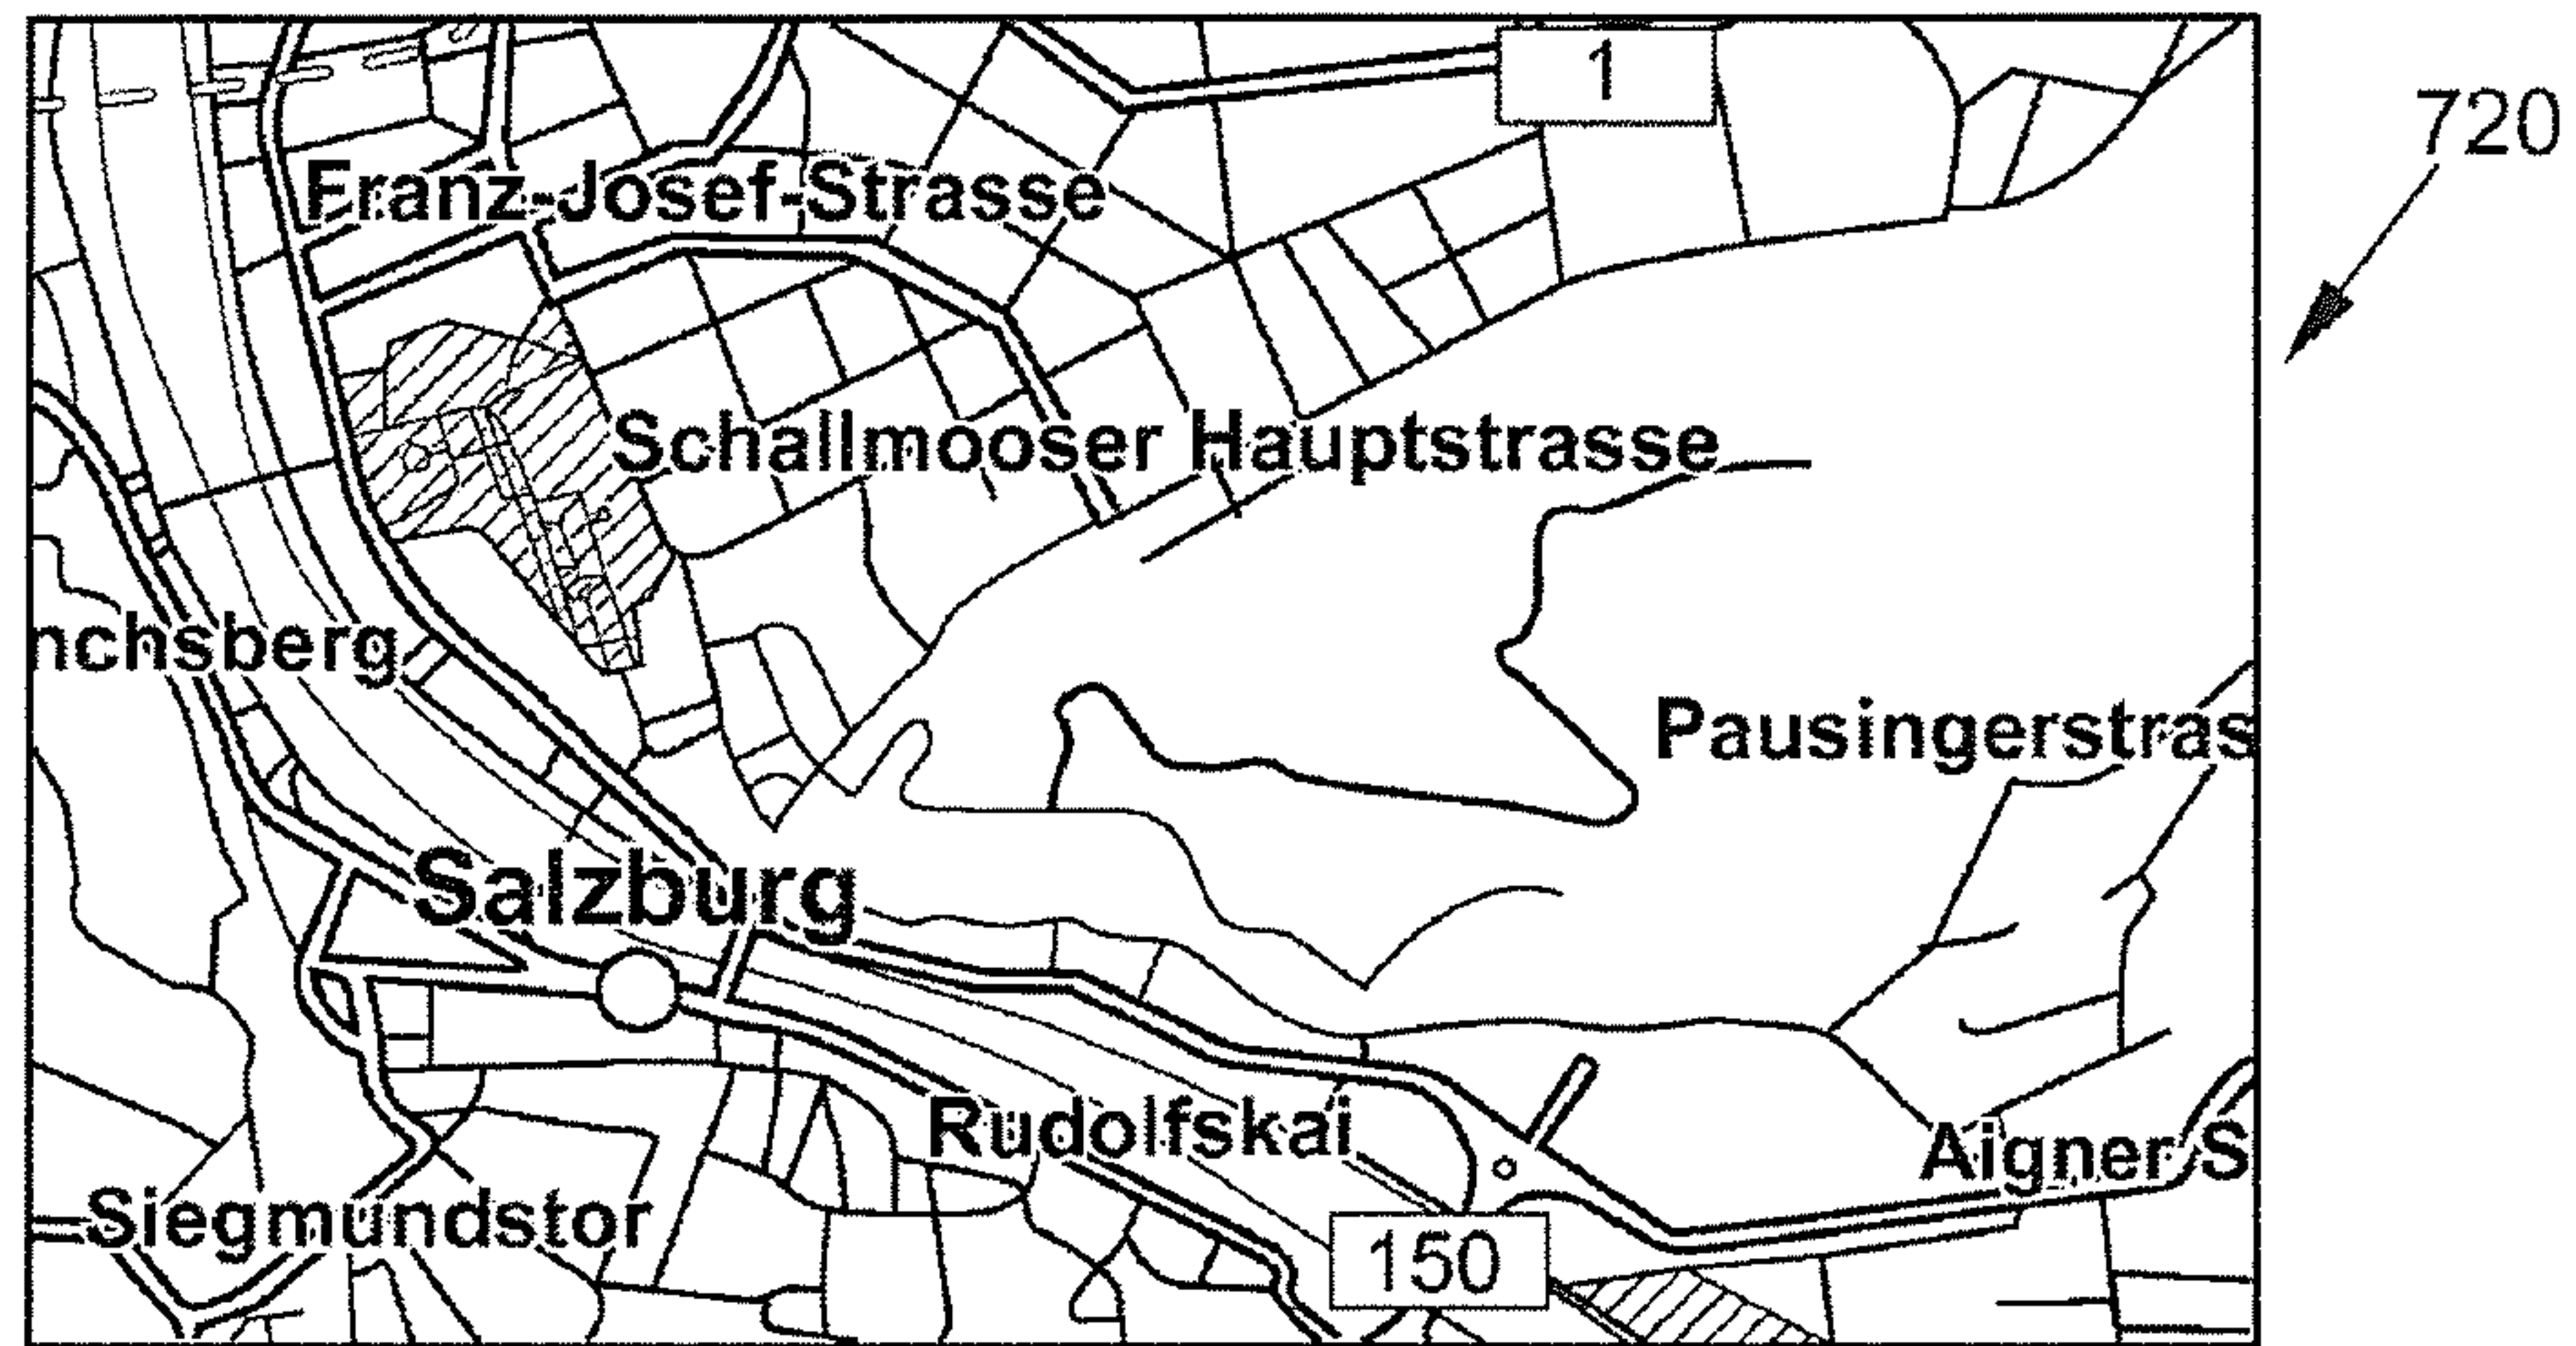 1
720
Franz-Josef-Strasse
Schallmooser Hauptstrasse
nchsberg
Pausingerstras
Salzburg
Rudolfskai
Aigner S
Siegmundstor
150